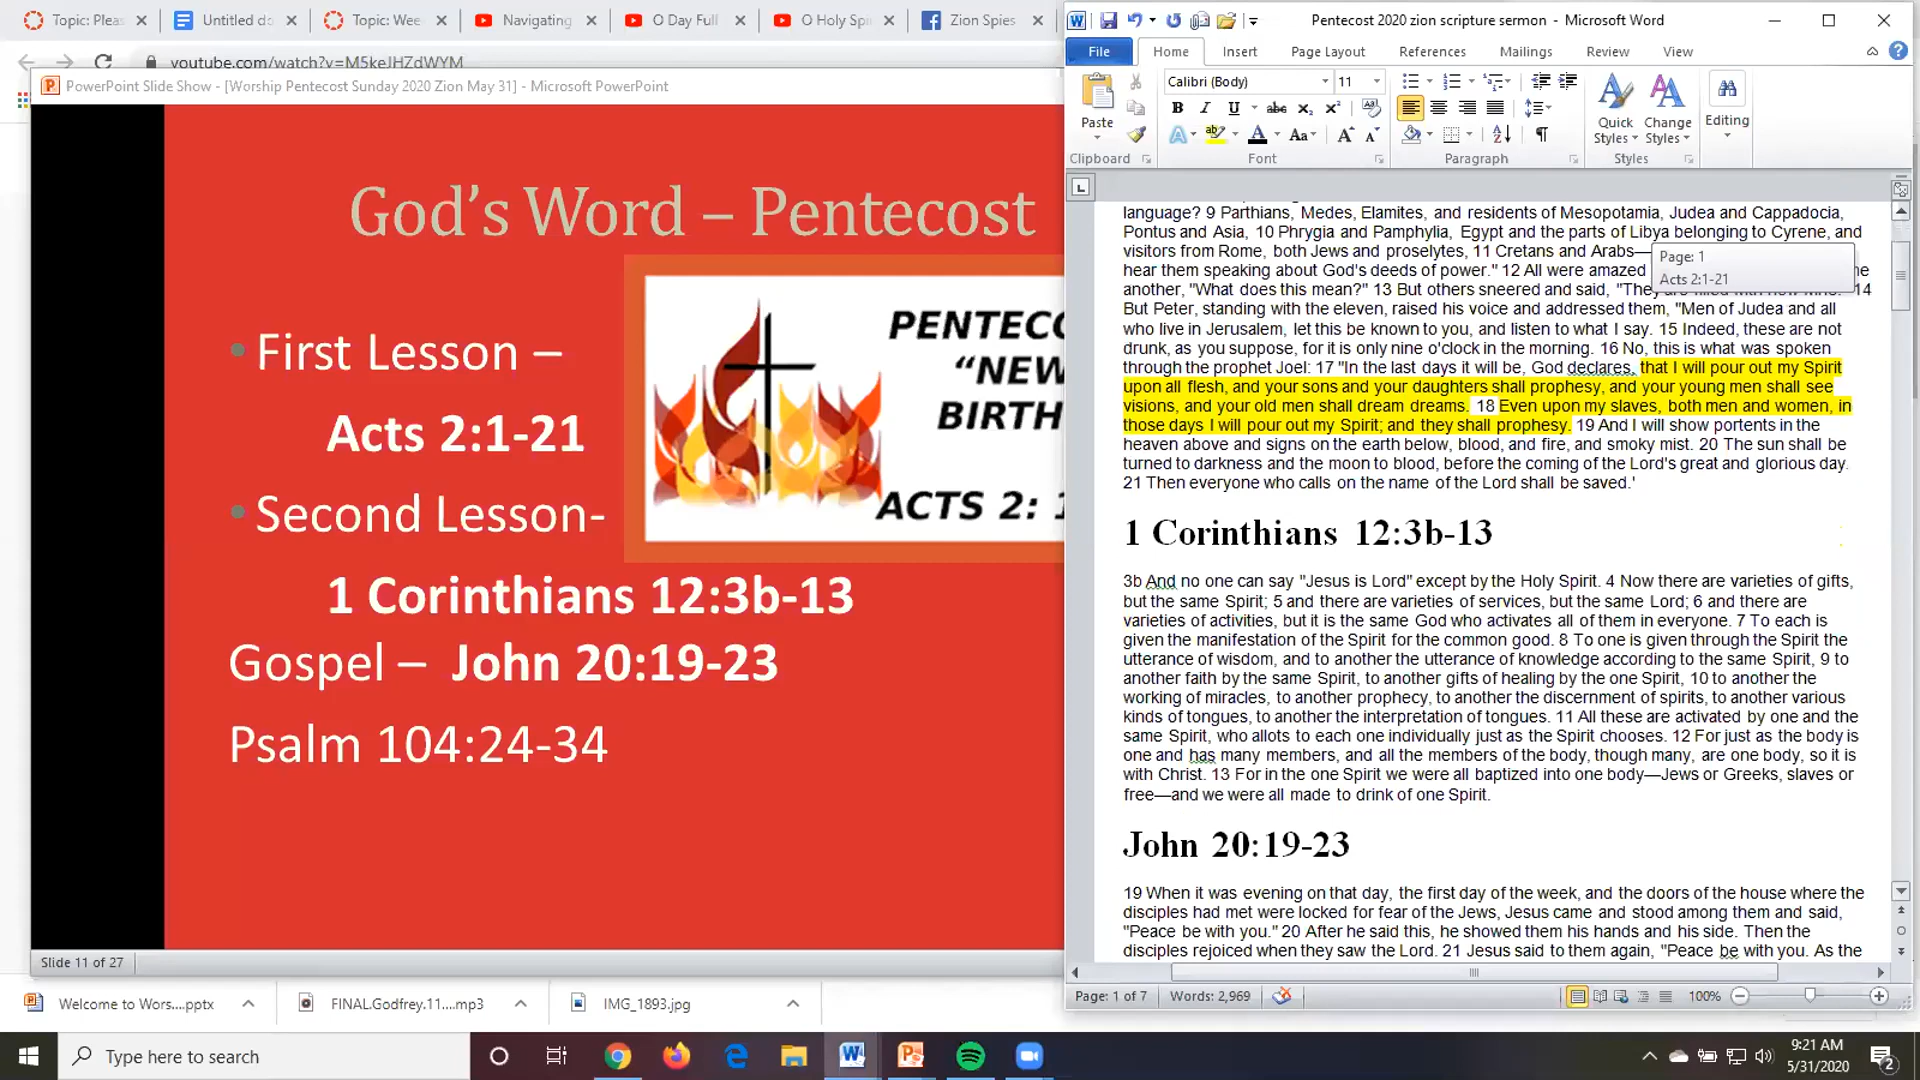 Topic: Pleas
Untitled do
Topic: Wee
Navigating
O Day Full
O Holy Spi
Zion Spies
youtube.com/watch?v=M5keJHZdWYM
PowerPoint Slide Show - [Worship Pentecost Sunday 2020 Zion May 31] - Microsoft PowerPoint
God's Word – Pentecost
• First Lesson –
Acts 2:1-21
• Second Lesson-
1 Corinthians 12:3b-13
Gospel – John 20:19-23
Psalm 104:24-34
PENTECO
"NEW
BIRTH
ACTS 2: 1
Slide 11 of 27
Pentecost 2020 zion scripture sermon - Microsoft Word
File
Home
Insert
Page Layout
References
Mailings
Review
View
Calibri (Body)
11
Paste
Quick Styles
Change Styles
Editing
Clipboard
Font
Paragraph
Styles
language? 9 Parthians, Medes, Elamites, and residents of Mesopotamia, Judea and Cappadocia,
Pontus and Asia, 10 Phrygia and Pamphylia, Egypt and the parts of Libya belonging to Cyrene, and
visitors from Rome, both Jews and proselytes, 11 Cretans and Arabs—
hear them speaking about God's deeds of power." 12 All were amazed
another, "What does this mean?" 13 But others sneered and said, "They are filled with new wine." 14
Page: 1
Acts 2:1-21
But Peter, standing with the eleven, raised his voice and addressed them, "Men of Judea and all
who live in Jerusalem, let this be known to you, and listen to what I say. 15 Indeed, these are not
drunk, as you suppose, for it is only nine o'clock in the morning. 16 No, this is what was spoken
through the prophet Joel: 17 "In the last days it will be, God declares, that I will pour out my Spirit
upon all flesh, and your sons and your daughters shall prophesy, and your young men shall see
visions, and your old men shall dream dreams. 18 Even upon my slaves, both men and women, in
those days I will pour out my Spirit; and they shall prophesy. 19 And I will show portents in the
heaven above and signs on the earth below, blood, and fire, and smoky mist. 20 The sun shall be
turned to darkness and the moon to blood, before the coming of the Lord's great and glorious day.
21 Then everyone who calls on the name of the Lord shall be saved.'
1 Corinthians 12:3b-13
3b And no one can say "Jesus is Lord" except by the Holy Spirit. 4 Now there are varieties of gifts,
but the same Spirit; 5 and there are varieties of services, but the same Lord; 6 and there are
varieties of activities, but it is the same God who activates all of them in everyone. 7 To each is
given the manifestation of the Spirit for the common good. 8 To one is given through the Spirit the
utterance of wisdom, and to another the utterance of knowledge according to the same Spirit, 9 to
another faith by the same Spirit, to another gifts of healing by the one Spirit, 10 to another the
working of miracles, to another prophecy, to another the discernment of spirits, to another various
kinds of tongues, to another the interpretation of tongues. 11 All these are activated by one and the
same Spirit, who allots to each one individually just as the Spirit chooses. 12 For just as the body is
one and has many members, and all the members of the body, though many, are one body, so it is
with Christ. 13 For in the one Spirit we were all baptized into one body—Jews or Greeks, slaves or
free—and we were all made to drink of one Spirit.
John 20:19-23
19 When it was evening on that day, the first day of the week, and the doors of the house where the
disciples had met were locked for fear of the Jews, Jesus came and stood among them and said,
"Peace be with you." 20 After he said this, he showed them his hands and his side. Then the
disciples rejoiced when they saw the Lord. 21 Jesus said to them again, "Peace be with you. As the
Page: 1 of 7
Words: 2,969
100%
Welcome to Wors....pptx
FINAL.Godfrey.11....mp3
IMG_1893.jpg
Type here to search
9:21 AM
5/31/2020
2